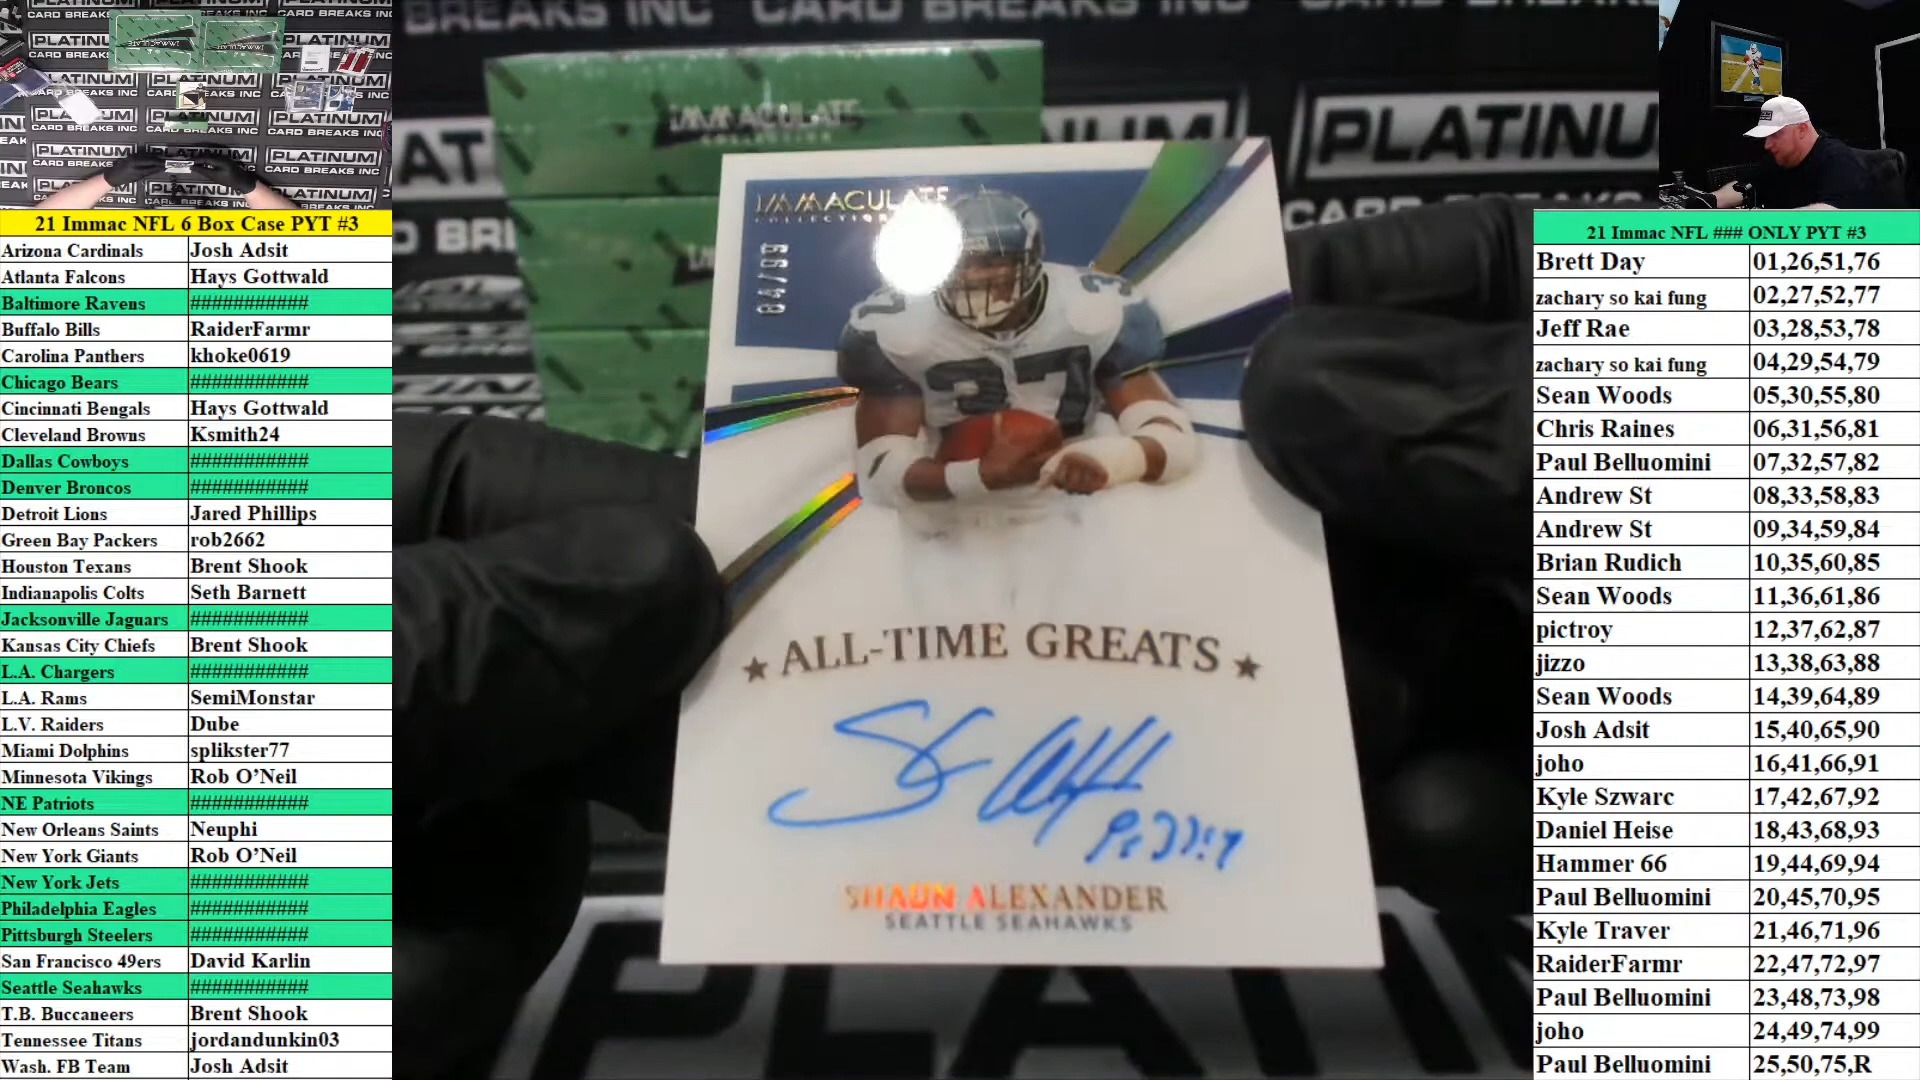 21 Immac NFL 6 Box Case PYT #3
Arizona Cardinals Josh Adsit
Atlanta Falcons Hays Gottwald
Baltimore Ravens ###########
Buffalo Bills RaiderFarmr
Carolina Panthers khoke0619
Chicago Bears ###########
Cincinnati Bengals Hays Gottwald
Cleveland Browns Ksmith24
Dallas Cowboys ###########
Denver Broncos ###########
Detroit Lions Jared Phillips
Green Bay Packers rob2662
Houston Texans Brent Shook
Indianapolis Colts Seth Barnett
Jacksonville Jaguars ###########
Kansas City Chiefs Brent Shook
L.A. Chargers ###########
L.A. Rams SemiMonstar
L.V. Raiders Dube
Miami Dolphins splikster77
Minnesota Vikings Rob O’Neil
NE Patriots ###########
New Orleans Saints Neuphi
New York Giants Rob O’Neil
New York Jets ###########
Philadelphia Eagles ###########
Pittsburgh Steelers ###########
San Francisco 49ers David Karlin
Seattle Seahawks ###########
T.B. Buccaneers Brent Shook
Tennessee Titans jordandunkin03
Wash. FB Team Josh Adsit
IMMACULATE
COLLECTION
PLATINUM
CARD BREAKS INC
IMMACULATE
COLLECTION
84/99
37
★ ALL-TIME GREATS ★
SHAUN ALEXANDER
SEATTLE SEAHAWKS
21 Immac NFL ### ONLY PYT #3
Brett Day 01,26,51,76
zachary so kai fung 02,27,52,77
Jeff Rae 03,28,53,78
zachary so kai fung 04,29,54,79
Sean Woods 05,30,55,80
Chris Raines 06,31,56,81
Paul Belluomini 07,32,57,82
Andrew St 08,33,58,83
Andrew St 09,34,59,84
Brian Rudich 10,35,60,85
Sean Woods 11,36,61,86
pictroy 12,37,62,87
jizzo 13,38,63,88
Sean Woods 14,39,64,89
Josh Adsit 15,40,65,90
joho 16,41,66,91
Kyle Szwarc 17,42,67,92
Daniel Heise 18,43,68,93
Hammer 66 19,44,69,94
Paul Belluomini 20,45,70,95
Kyle Traver 21,46,71,96
RaiderFarmr 22,47,72,97
Paul Belluomini 23,48,73,98
joho 24,49,74,99
Paul Belluomini 25,50,75,R